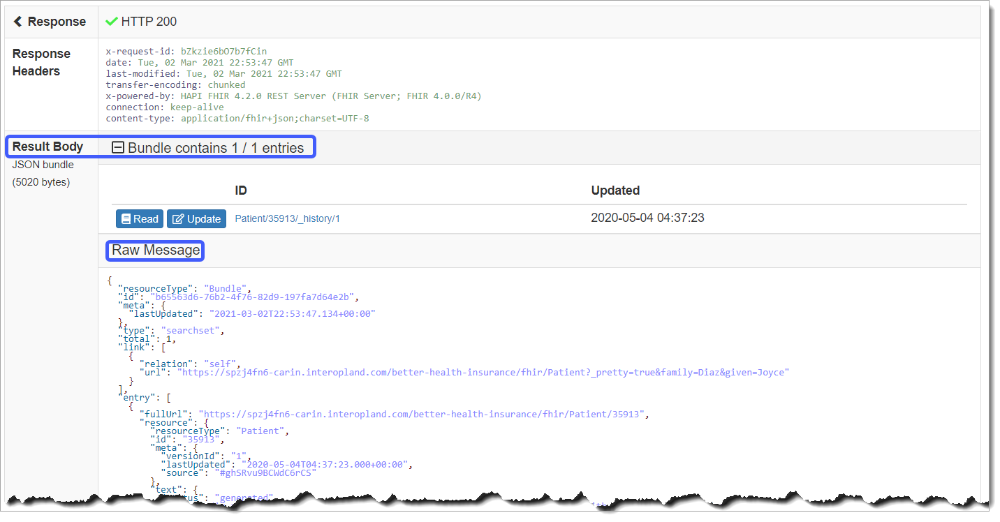 Response HTTP 200
Response Headers
x-request-id: bZkzie6bO7b7fCin
date: Tue, 02 Mar 2021 22:53:47 GMT
last-modified: Tue, 02 Mar 2021 22:53:47 GMT
transfer-encoding: chunked
x-powered-by: HAPI FHIR 4.2.0 REST Server (FHIR Server; FHIR 4.0.0/R4)
connection: keep-alive
content-type: application/fhir+json;charset=UTF-8
Result Body Bundle contains 1 / 1 entries
JSON bundle
(5020 bytes)
ID Updated
Read Update Patient/35913/_history/1 2020-05-04 04:37:23
Raw Message
{
"resourceType": "Bundle",
"id": "b65563d6-76b2-4f76-82d9-197fa7d64e2b",
"meta": {
"lastUpdated": "2021-03-02T22:53:47.134+00:00"
},
"type": "searchset",
"total": 1,
"link": [
{
"relation": "self",
"url": "https://spzj4fn6-carin.interopland.com/better-health-insurance/fhir/Patient?_pretty=true&family=Diaz&given=Joyce"
}
],
"entry": [
{
"fullUrl": "https://spzj4fn6-carin.interopland.com/better-health-insurance/fhir/Patient/35913",
"resource": {
"resourceType": "Patient",
"id": "35913",
"meta": {
"versionId": "1",
"lastUpdated": "2020-05-04T04:37:23.000+00:00",
"source": "#ghSRvu9BCWdC6rCS"
},
"text": {
"generated"